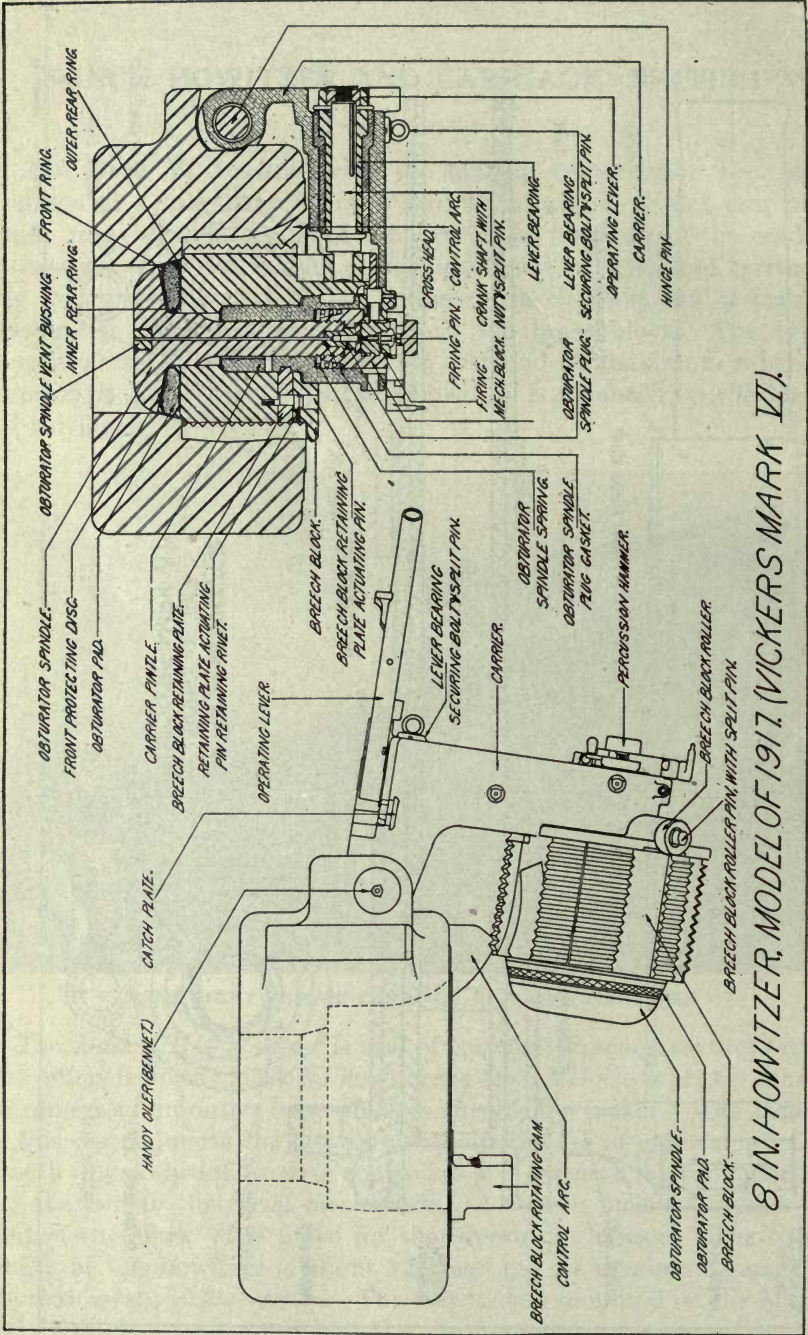 OBTURATOR SPINDLE.
FRONT PROTECTING DISC.
OBTURATOR PAD.
OBTURATOR SPINDLE VENT BUSHING
INNER REAR RING.
FRONT RING.
OUTER REAR RING.
CARRIER PINTLE.
BREECH BLOCK RETAINING PLATE.
RETAINING PLATE ACTUATING
PIN RETAINING RIVET.
BREECH BLOCK.
BREECH BLOCK RETAINING
PLATE ACTUATING PIN.
OBTURATOR
SPINDLE SPRING.
OBTURATOR SPINDLE
PLUG GASKET.
CROSSHEAD.
FIRING PIN.
CONTROL ARC.
FIRING
MECH. BLOCK.
CRANK SHAFT WITH
NUT & SPLIT PIN.
OBTURATOR
SPINDLE PLUG
LEVER BEARING.
LEVER BEARING
SECURING BOLT & SPLIT PIN.
OPERATING LEVER.
CARRIER.
HINGE PIN
HANDY OILER (BENNET.)
CATCH PLATE.
OPERATING LEVER.
LEVER BEARING
SECURING BOLT & SPLIT PIN.
CARRIER.
PERCUSSION HAMMER.
BREECH BLOCK ROLLER.
BREECH BLOCK ROLLER PIN, WITH SPLIT PIN.
BREECH BLOCK ROTATING CAM.
CONTROL ARC.
OBTURATOR SPINDLE.
OBTURATOR PAD.
BREECH BLOCK.
8 IN. HOWITZER, MODEL OF 1917. (VICKERS MARK VI).